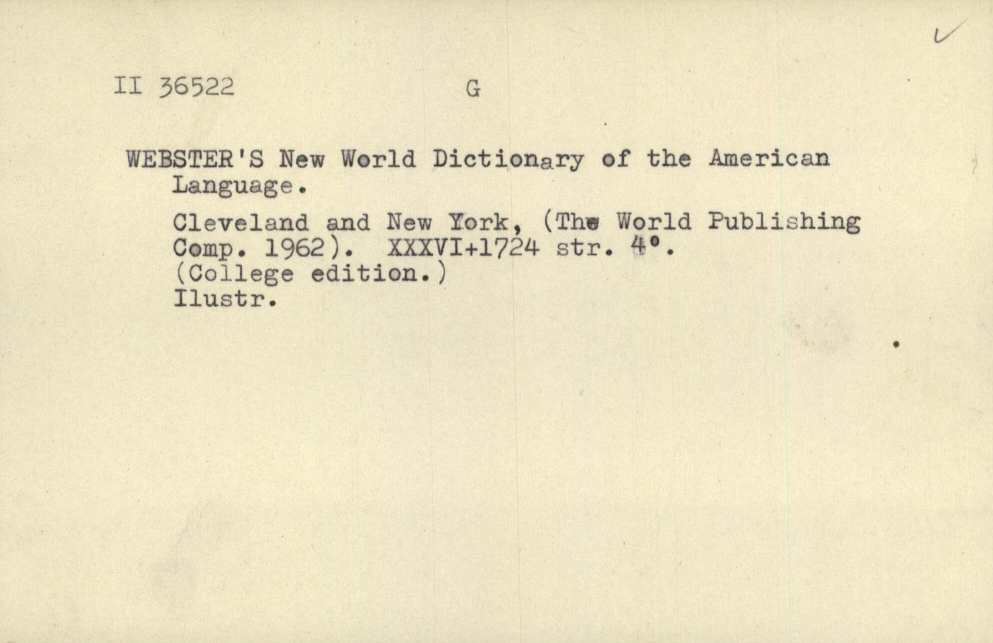 II 36522 G
WEBSTER'S New World Dictionary of the American
Language.
Cleveland and New York, (The World Publishing
Comp. 1962). XXXVI+1724 str. 4°.
(College edition.)
Ilustr.